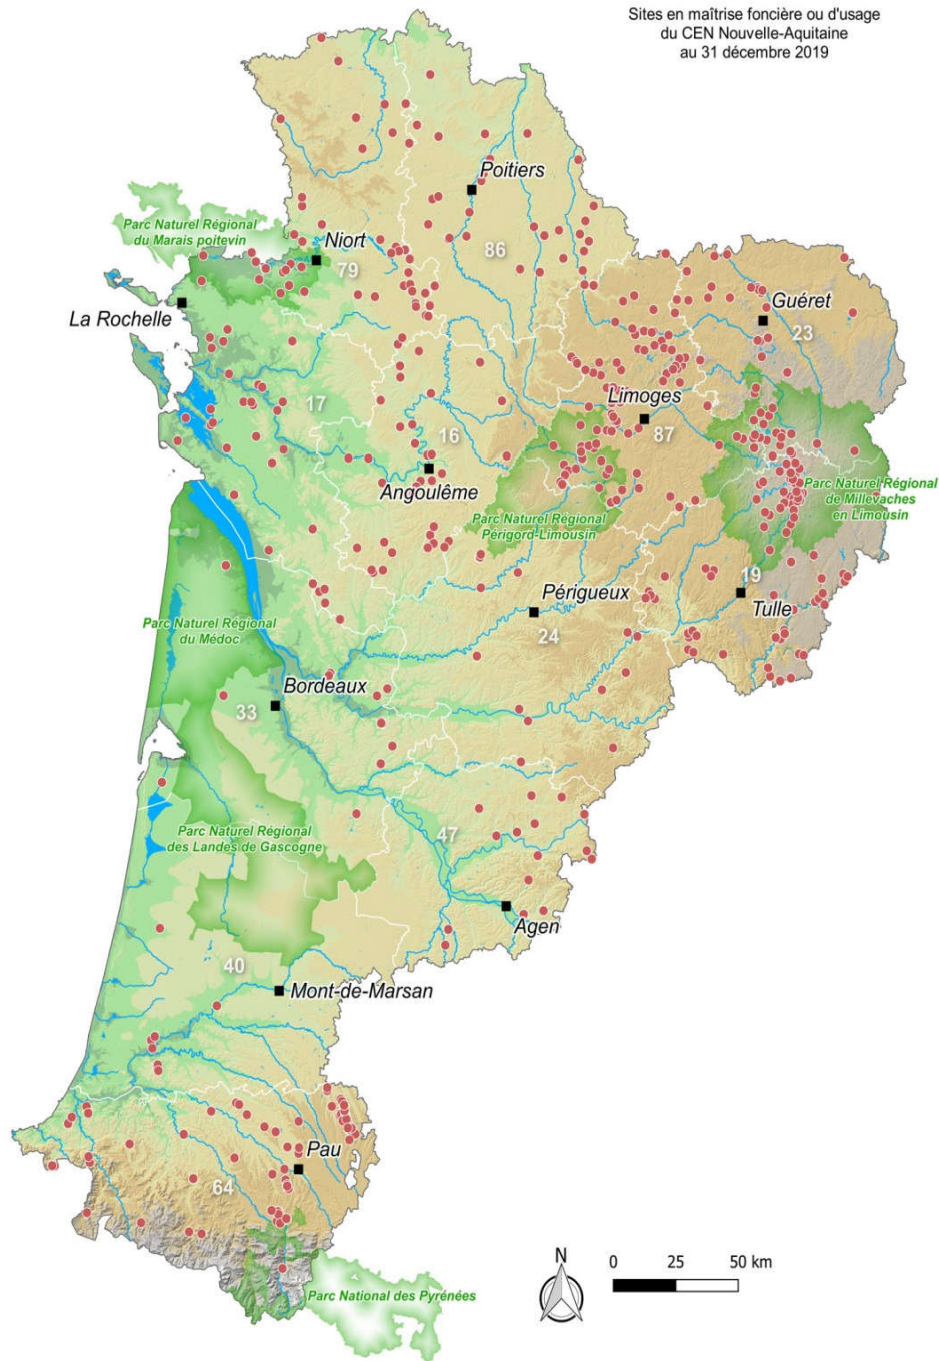 Sites en maîtrise foncière ou d'usage
du CEN Nouvelle-Aquitaine
au 31 décembre 2019
Poitiers
Parc Naturel Régional
du Marais poitevin
Niort
86
79
La Rochelle
Guéret
23
17
Limoges
16
87
Angoulême
Parc Naturel Régional
de Millevaches
en Limousin
Parc Naturel Régional
Périgord-Limousin
19
Périgueux
Tulle
Parc Naturel Régional
du Médoc
24
Bordeaux
33
Parc Naturel Régional
des Landes de Gascogne
47
Agen
40
Mont-de-Marsan
Pau
64
N
0 25 50 km
Parc National des Pyrénées